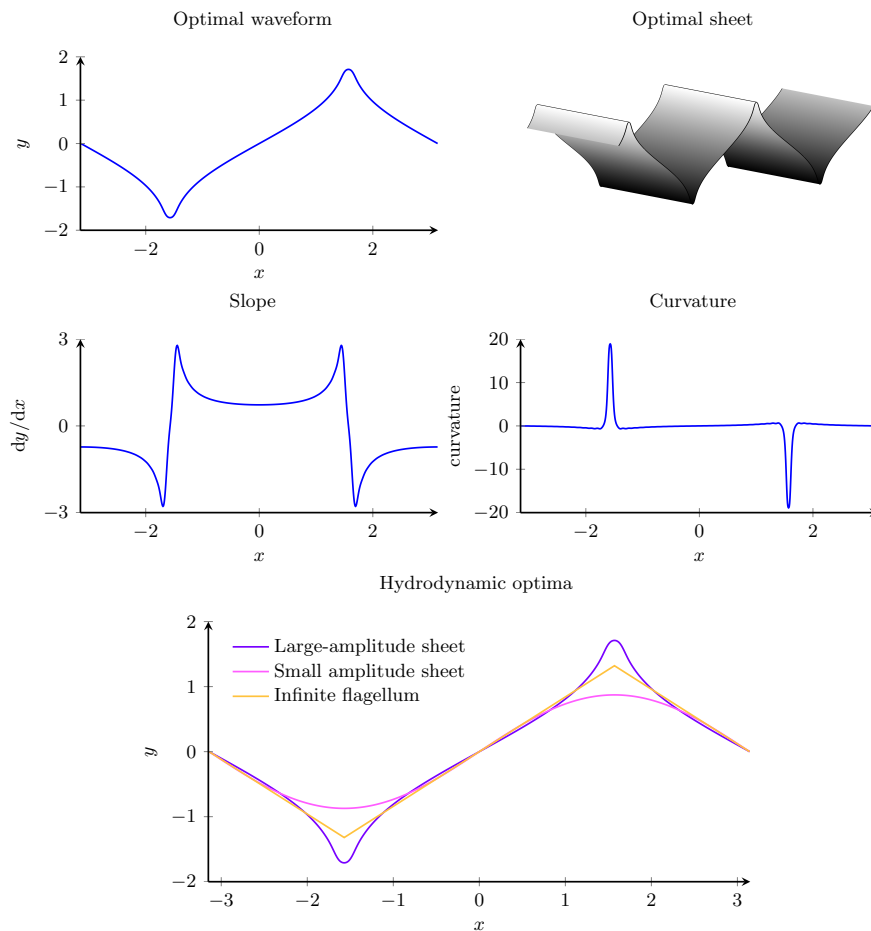 Optimal waveform
2
1
0
−1
−2
y
−2
0
2
x
Optimal sheet
Slope
3
0
−3
dy/dx
−2
0
2
x
Curvature
20
10
0
−10
−20
curvature
−2
0
2
x
Hydrodynamic optima
2
1
0
−1
−2
y
Large-amplitude sheet
Small amplitude sheet
Infinite flagellum
−3
−2
−1
0
1
2
3
x